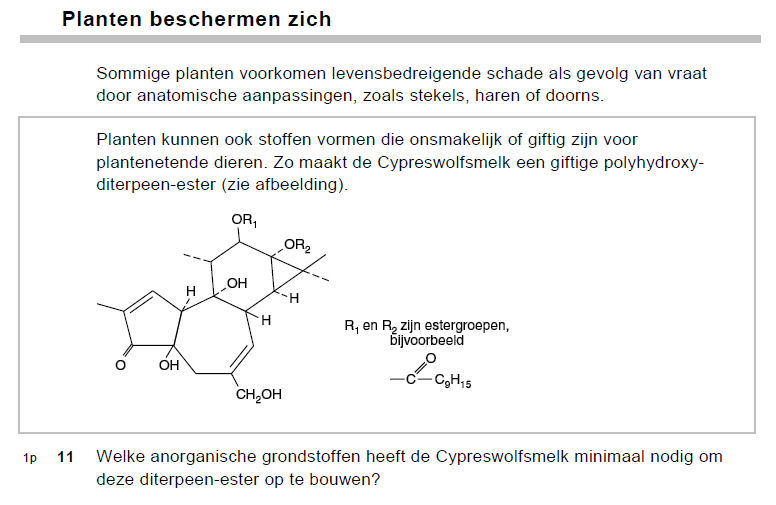 Planten beschermen zich
Sommige planten voorkomen levensbedreigende schade als gevolg van vraat
door anatomische aanpassingen, zoals stekels, haren of doorns.
Planten kunnen ook stoffen vormen die onsmakelijk of giftig zijn voor
plantenetende dieren. Zo maakt de Cypreswolfsmelk een giftige polyhydroxy-
diterpeen-ester (zie afbeelding).
OR1
OR2
H
OH
H
H
O
OH
CH2OH
R1 en R2 zijn estergroepen,
bijvoorbeeld
O
C C9H15
1p 11 Welke anorganische grondstoffen heeft de Cypreswolfsmelk minimaal nodig om
deze diterpeen-ester op te bouwen?